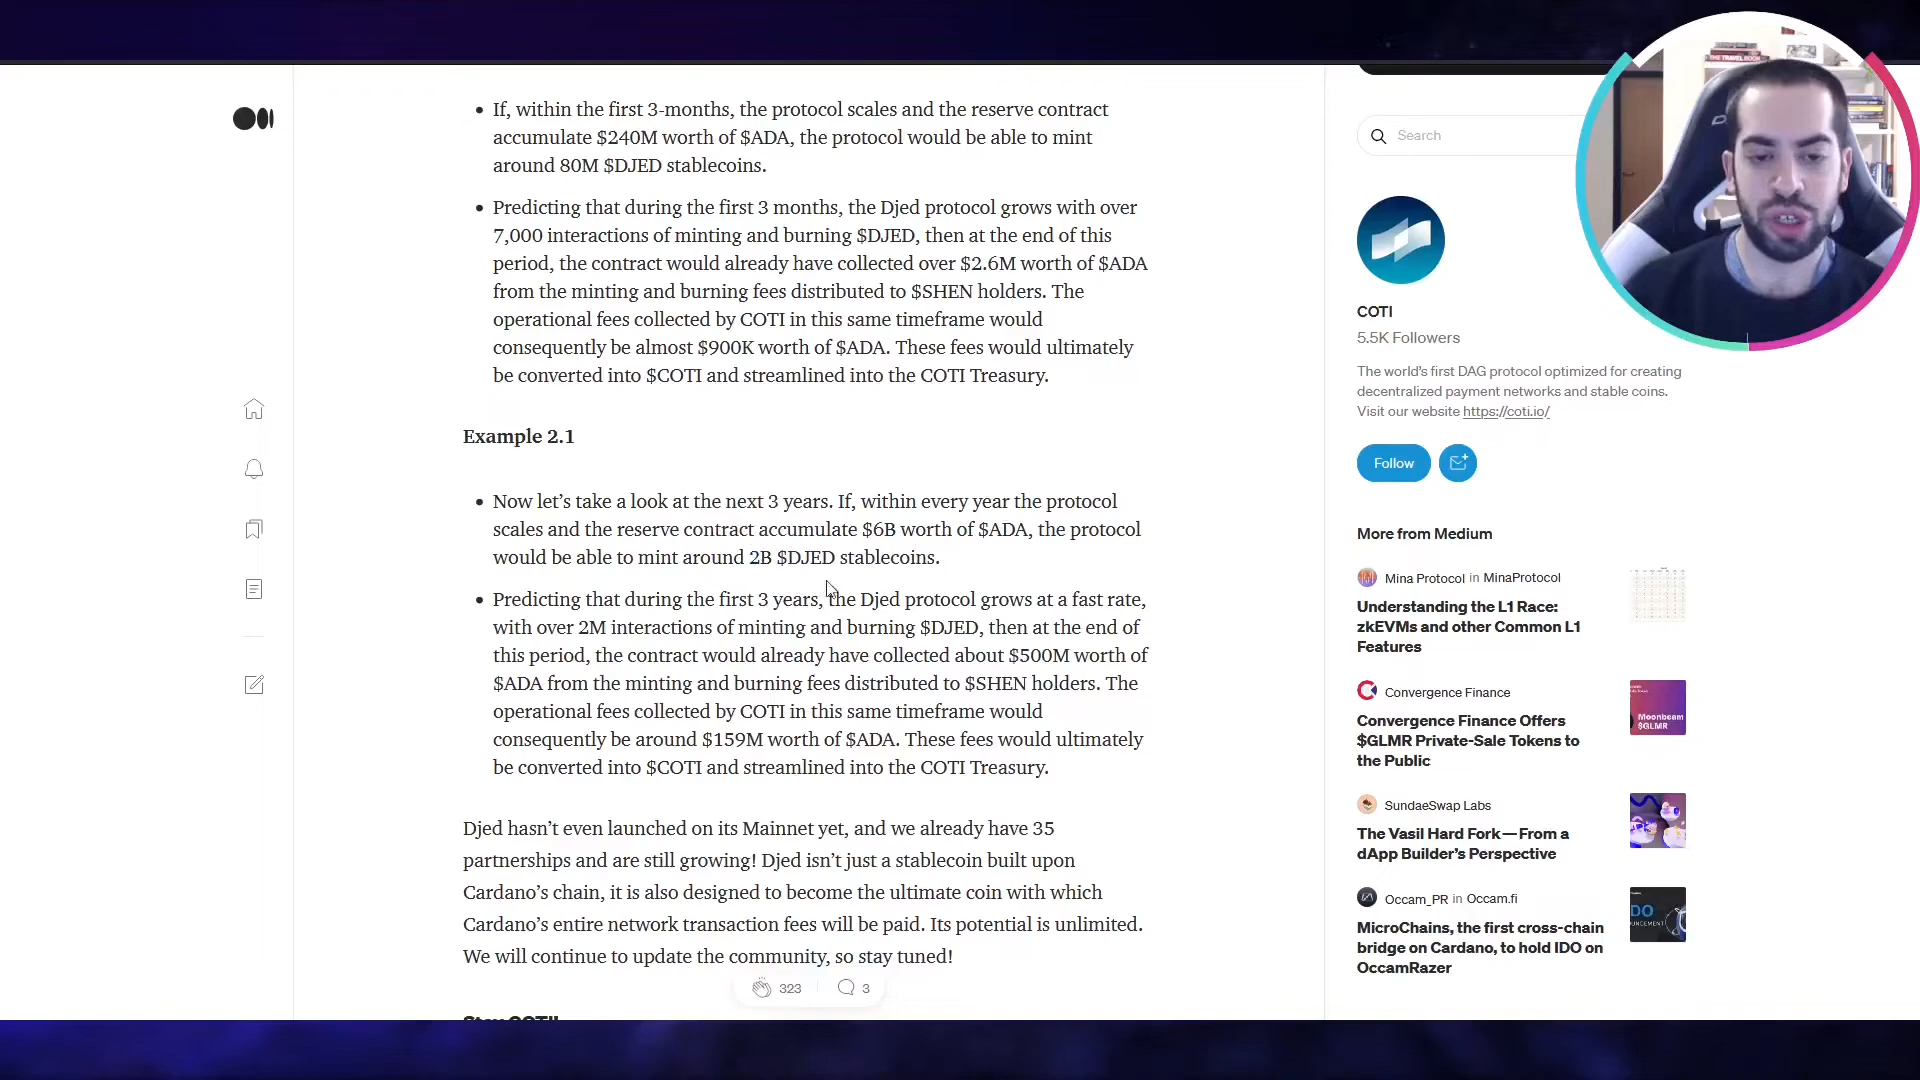 If, within the first 3-months, the protocol scales and the reserve contract
accumulate $240M worth of $ADA, the protocol would be able to mint
around 80M $DJED stablecoins.
Predicting that during the first 3 months, the Djed protocol grows with over
7,000 interactions of minting and burning $DJED, then at the end of this
period, the contract would already have collected over $2.6M worth of $ADA
from the minting and burning fees distributed to $SHEN holders. The
operational fees collected by COTI in this same timeframe would
consequently be almost $900K worth of $ADA. These fees would ultimately
be converted into $COTI and streamlined into the COTI Treasury.
Example 2.1
Now let's take a look at the next 3 years. If, within every year the protocol
scales and the reserve contract accumulate $6B worth of $ADA, the protocol
would be able to mint around 2B $DJED stablecoins.
Predicting that during the first 3 years, the Djed protocol grows at a fast rate,
with over 2M interactions of minting and burning $DJED, then at the end of
this period, the contract would already have collected about $500M worth of
$ADA from the minting and burning fees distributed to $SHEN holders. The
operational fees collected by COTI in this same timeframe would
consequently be around $159M worth of $ADA. These fees would ultimately
be converted into $COTI and streamlined into the COTI Treasury.
Djed hasn't even launched on its Mainnet yet, and we already have 35
partnerships and are still growing! Djed isn't just a stablecoin built upon
Cardano's chain, it is also designed to become the ultimate coin with which
Cardano's entire network transaction fees will be paid. Its potential is unlimited.
We will continue to update the community, so stay tuned!
323
3
Stay COTI!
Search
COTI
5.5K Followers
The world's first DAG protocol optimized for creating
decentralized payment networks and stable coins.
Visit our website https://coti.io/
Follow
More from Medium
Mina Protocol in MinaProtocol
Understanding the L1 Race:
zkEVMs and other Common L1
Features
Convergence Finance
Convergence Finance Offers
$GLMR Private-Sale Tokens to
the Public
Moonbeam
$GLMR
SundaeSwap Labs
The Vasil Hard Fork—From a
dApp Builder's Perspective
Occam_PR in Occam.fi
MicroChains, the first cross-chain
bridge on Cardano, to hold IDO on
OccamRazer